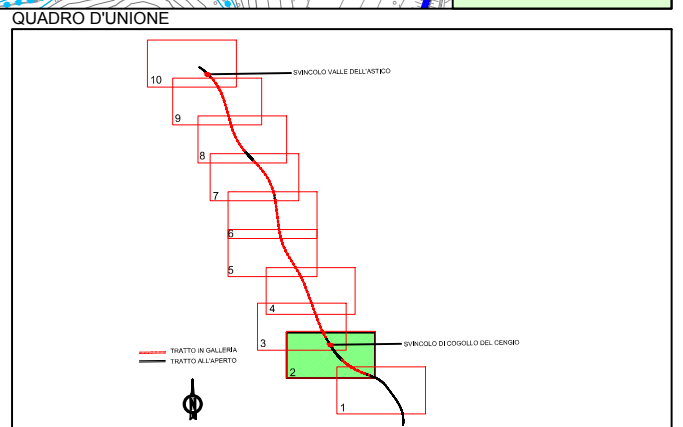 QUADRO D'UNIONE
10
SVINCOLO VALLE DELL'ASTICO
9
8
7
6
5
4
3
SVINCOLO DI COGOLLO DEL CENGIO
TRATTO IN GALLERIA
TRATTO ALL'APERTO
2
1